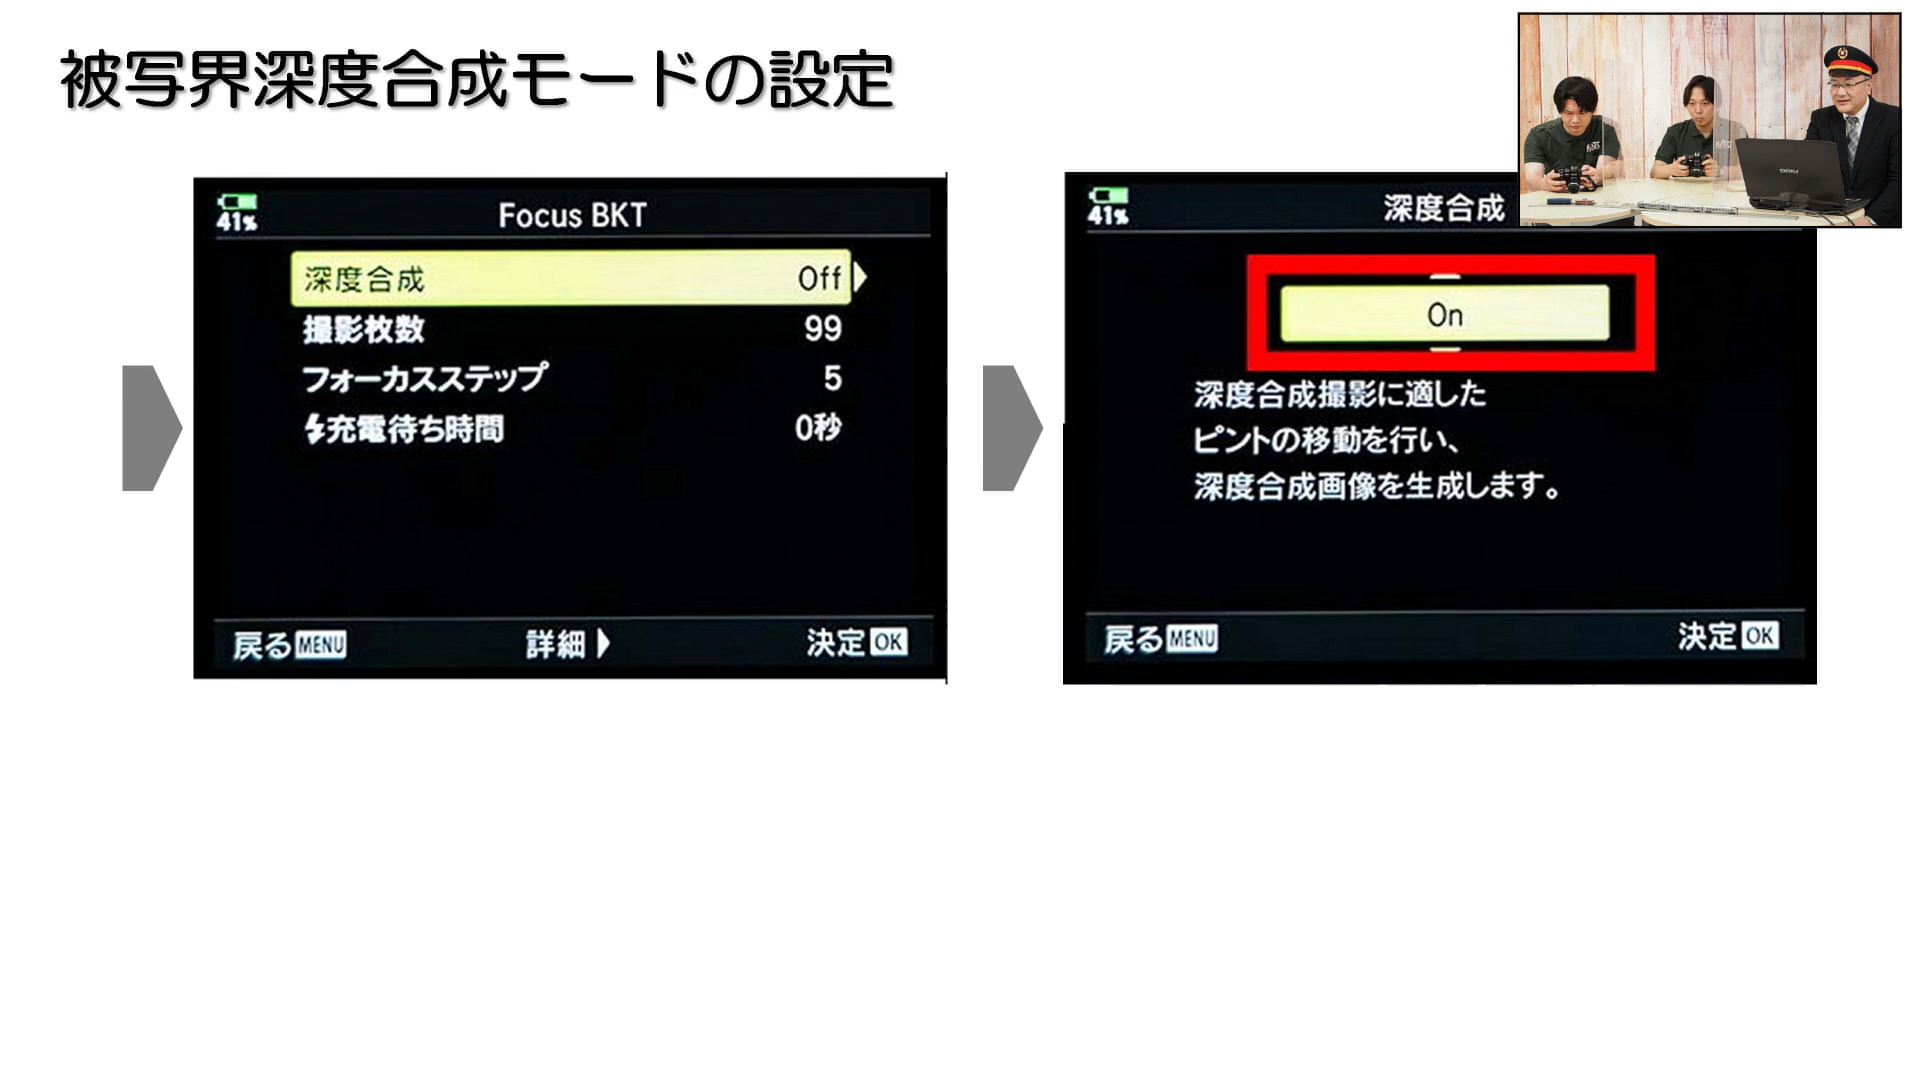 被写界深度合成モードの設定
41%
Focus BKT
深度合成 Off
撮影枚数 99
フォーカスステップ 5
充電待ち時間 0秒
戻る MENU 詳細 決定 OK
41%
深度合成
On
深度合成撮影に適した
ピントの移動を行い、
深度合成画像を生成します。
戻る MENU 決定 OK